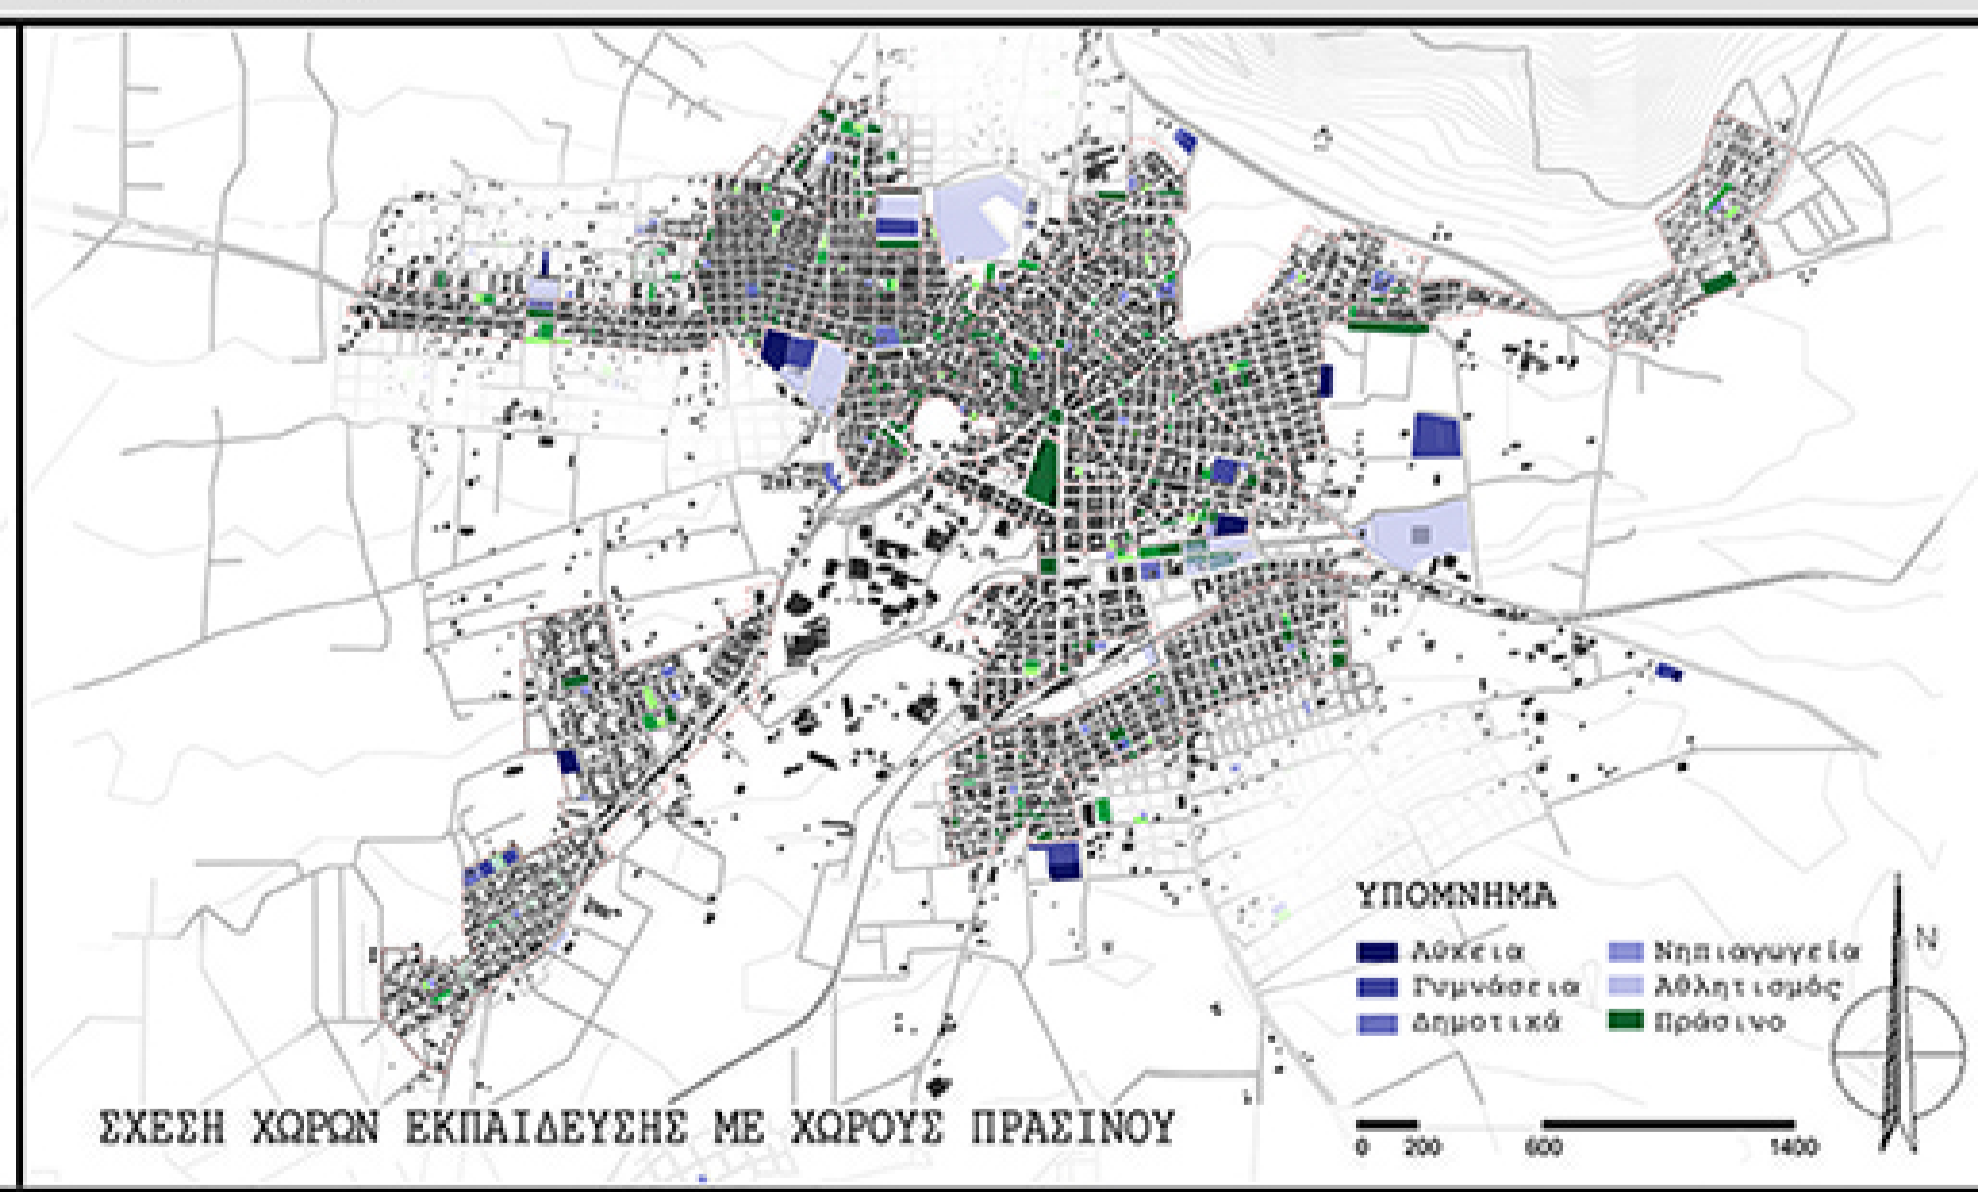 ΥΠΟΜΝΗΜΑ
Λύκεια
Γυμνάσεια
Δημοτικά
Νηπιαγωγεία
Αθλητισμός
Πράσινο
N
0 200 600 1400
ΣΧΕΣΗ ΧΩΡΩΝ ΕΚΠΑΙΔΕΥΣΗΣ ΜΕ ΧΩΡΟΥΣ ΠΡΑΣΙΝΟΥ